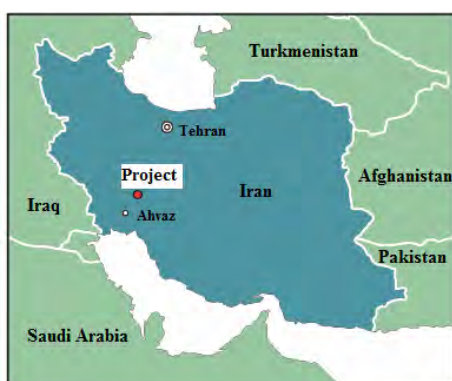 Turkmenistan
Tehran
Project
Afghanistan
Iran
Iraq
Ahvaz
Pakistan
Saudi Arabia